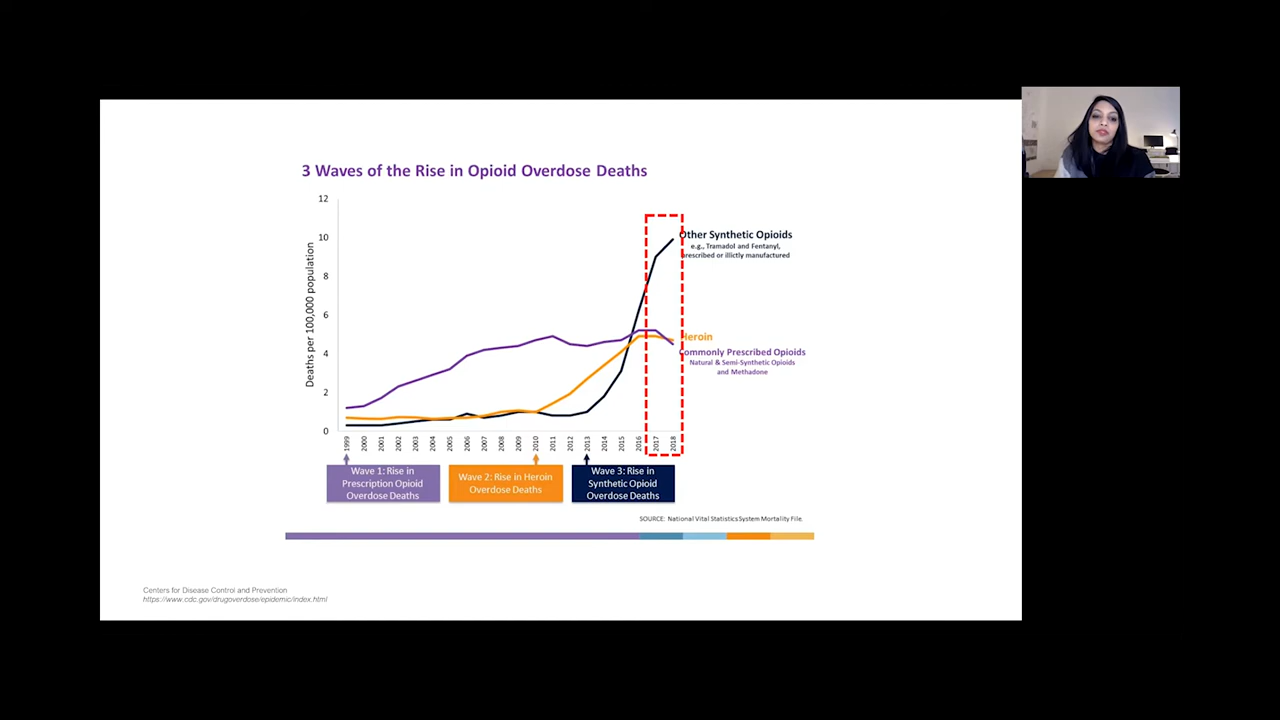 3 Waves of the Rise in Opioid Overdose Deaths
12
10
8
6
4
2
0
Deaths per 100,000 population
Other Synthetic Opioids
e.g., Tramadol and Fentanyl,
prescribed or illictly manufactured
Heroin
Commonly Prescribed Opioids
Natural & Semi-Synthetic Opioids
and Methadone
1999 2000 2001 2002 2003 2004 2005 2006 2007 2008 2009 2010 2011 2012 2013 2014 2015 2016 2017 2018
Wave 1: Rise in
Prescription Opioid
Overdose Deaths
Wave 2: Rise in Heroin
Overdose Deaths
Wave 3: Rise in
Synthetic Opioid
Overdose Deaths
SOURCE: National Vital Statistics System Mortality File.
Centers for Disease Control and Prevention
https://www.cdc.gov/drugoverdose/epidemic/index.html